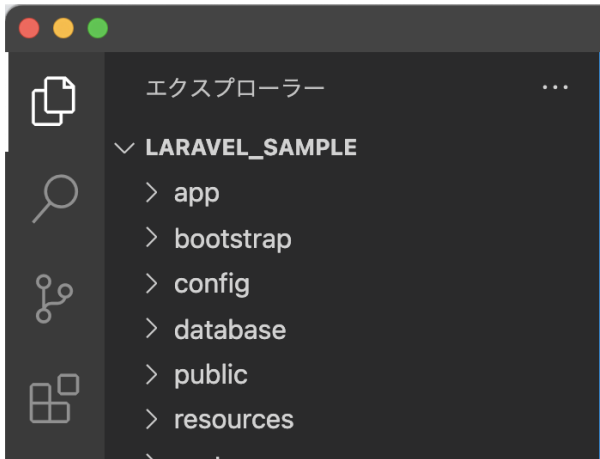 エクスプローラー
LARAVEL_SAMPLE
app
bootstrap
config
database
public
resources